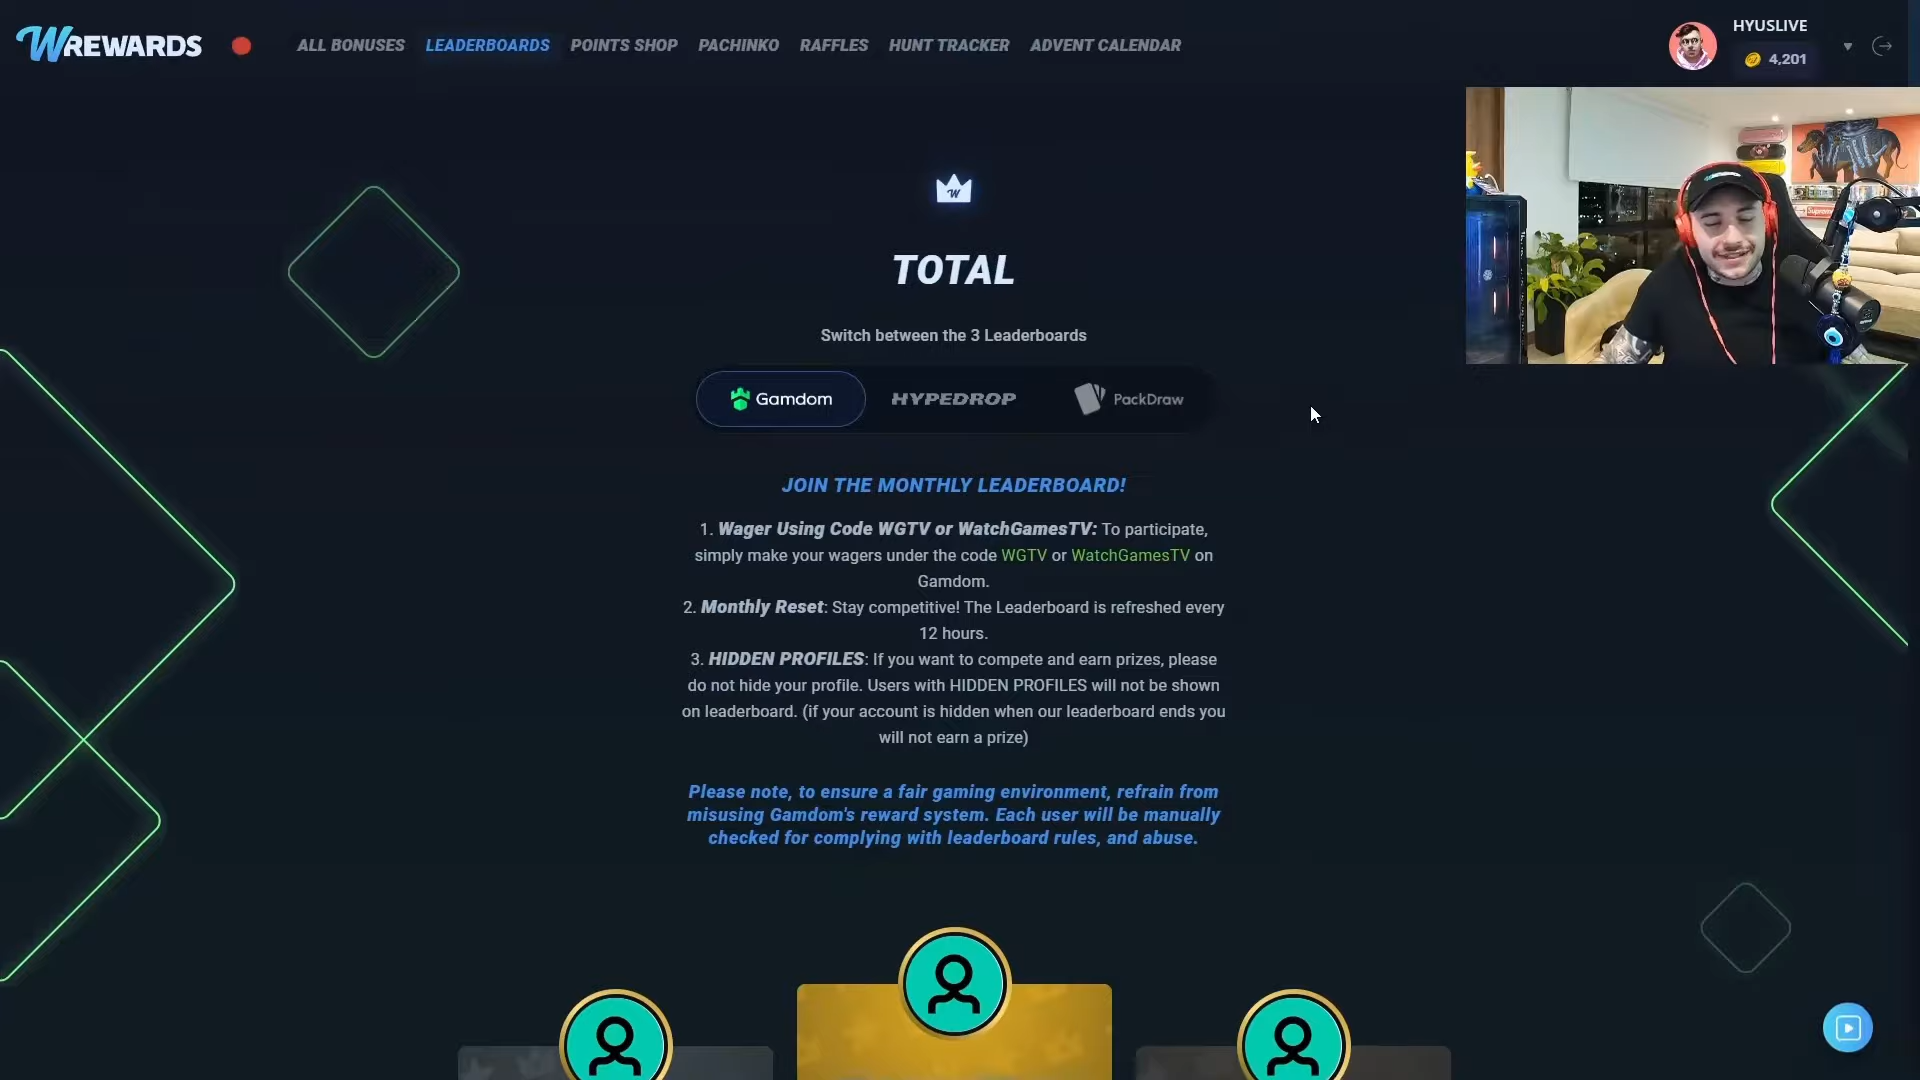 WREWARDS
ALL BONUSES
LEADERBOARDS
POINTS SHOP
PACHINKO
RAFFLES
HUNT TRACKER
ADVENT CALENDAR
HYUSLIVE
4,201
W
TOTAL
Switch between the 3 Leaderboards
Gamdom
HYPEDROP
PackDraw
JOIN THE MONTHLY LEADERBOARD!
1. Wager Using Code WGTV or WatchGamesTV: To participate,
simply make your wagers under the code WGTV or WatchGamesTV on
Gamdom.
2. Monthly Reset: Stay competitive! The Leaderboard is refreshed every
12 hours.
3. HIDDEN PROFILES: If you want to compete and earn prizes, please
do not hide your profile. Users with HIDDEN PROFILES will not be shown
on leaderboard. (if your account is hidden when our leaderboard ends you
will not earn a prize)
Please note, to ensure a fair gaming environment, refrain from
misusing Gamdom's reward system. Each user will be manually
checked for complying with leaderboard rules, and abuse.
Supreme